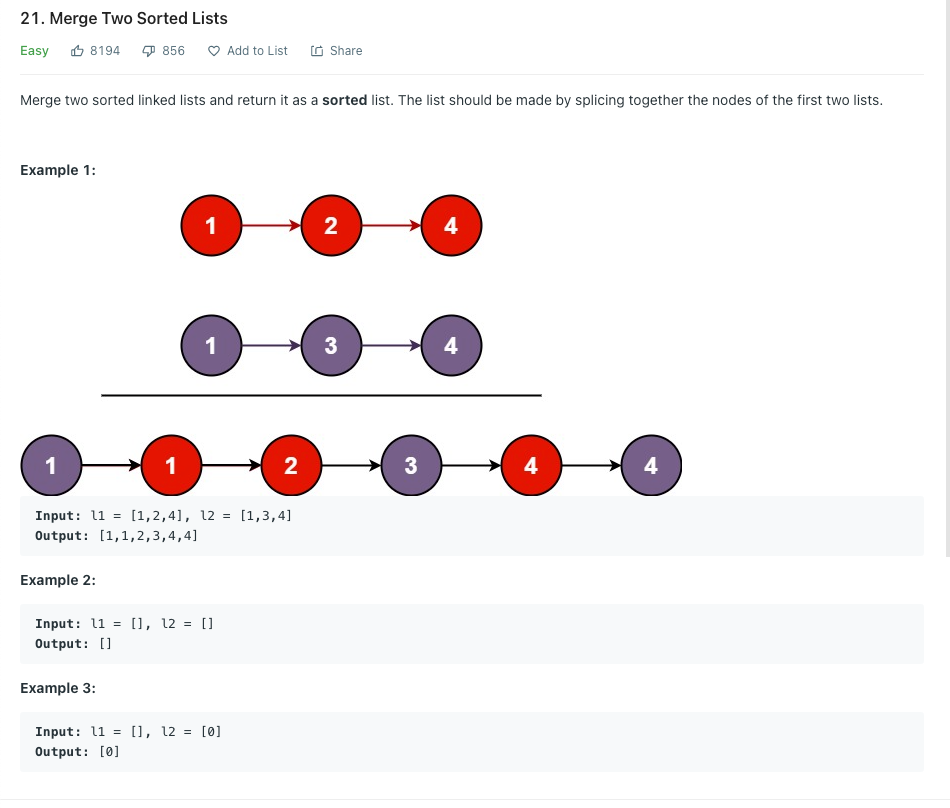 21. Merge Two Sorted Lists
Easy 8194 856 Add to List Share
Merge two sorted linked lists and return it as a sorted list. The list should be made by splicing together the nodes of the first two lists.
Example 1:
1 2 4
1 3 4
1 1 2 3 4 4
Input: l1 = [1,2,4], l2 = [1,3,4]
Output: [1,1,2,3,4,4]
Example 2:
Input: l1 = [], l2 = []
Output: []
Example 3:
Input: l1 = [], l2 = [0]
Output: [0]